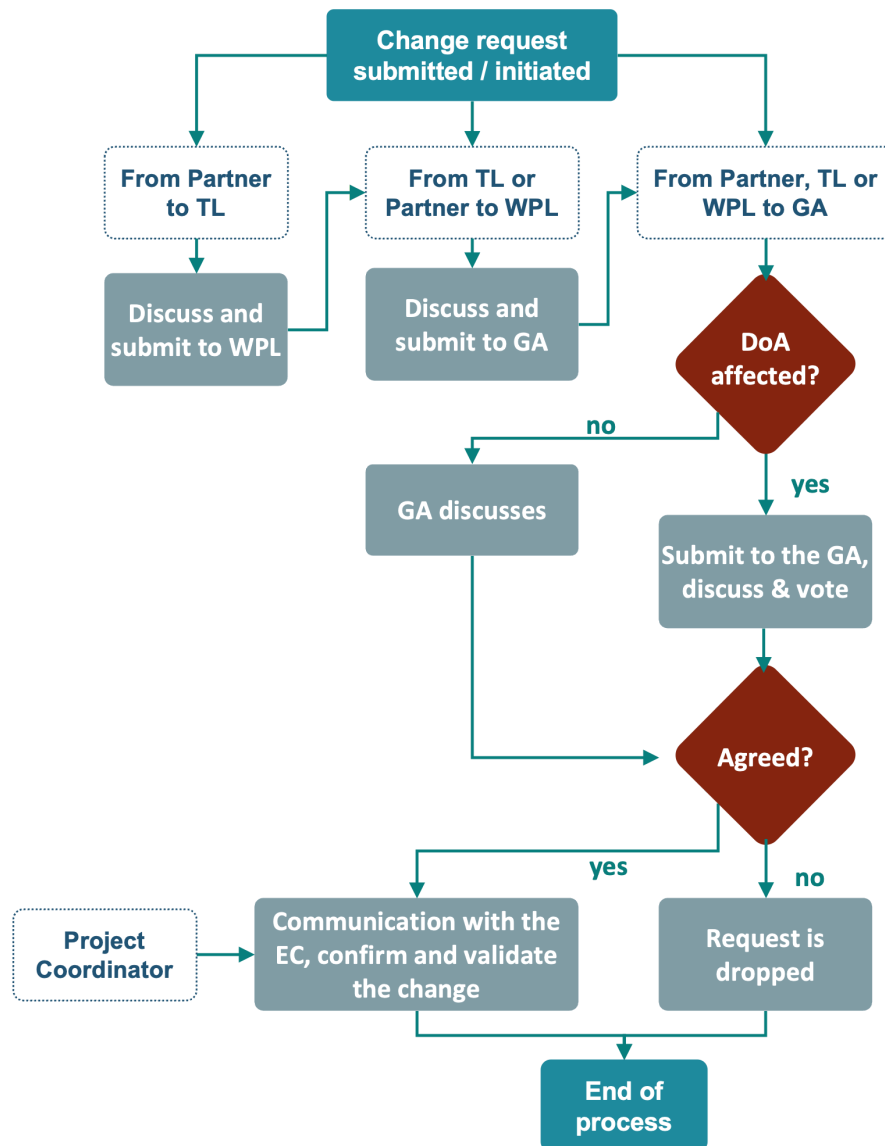 Change request
submitted / initiated
From Partner
to TL
From TL or
Partner to WPL
From Partner, TL or
WPL to GA
Discuss and
submit to WPL
Discuss and
submit to GA
DoA
affected?
no
yes
GA discusses
Submit to the GA,
discuss & vote
Agreed?
yes
no
Project
Coordinator
Communication with the
EC, confirm and validate
the change
Request is
dropped
End of
process